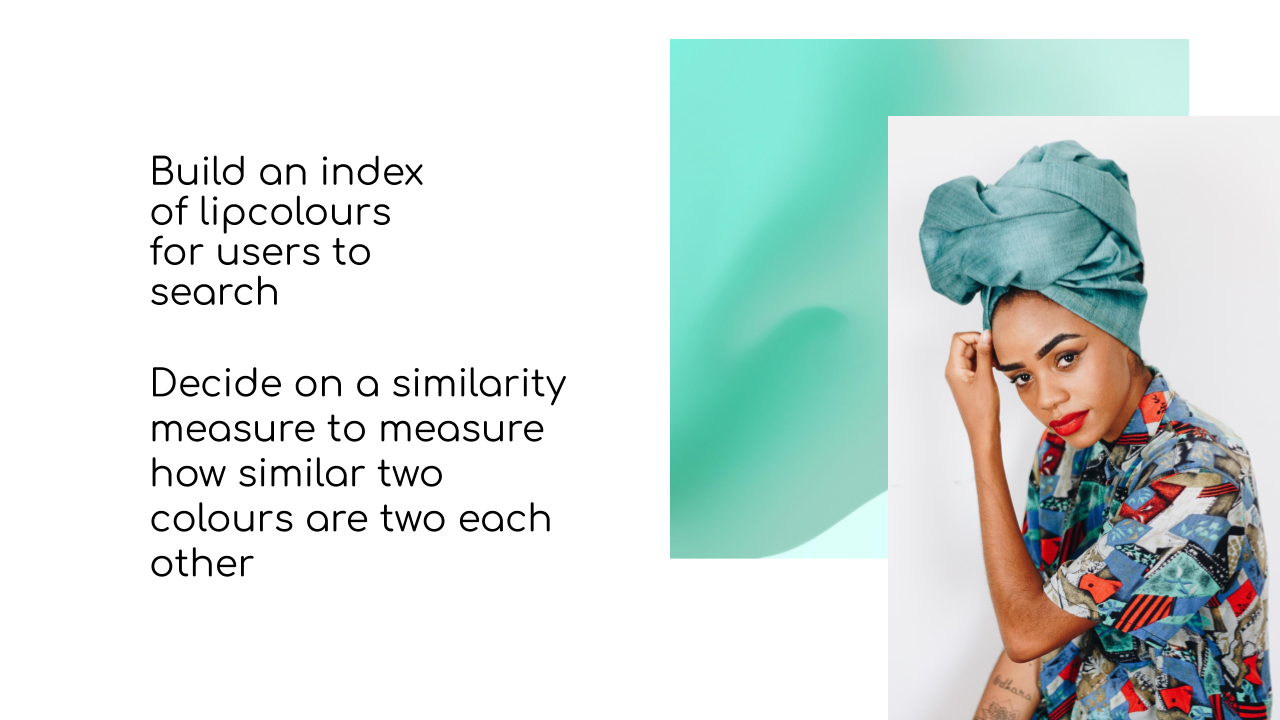 Build an index
of lipcolours
for users to
search
Decide on a similarity
measure to measure
how similar two
colours are two each
other